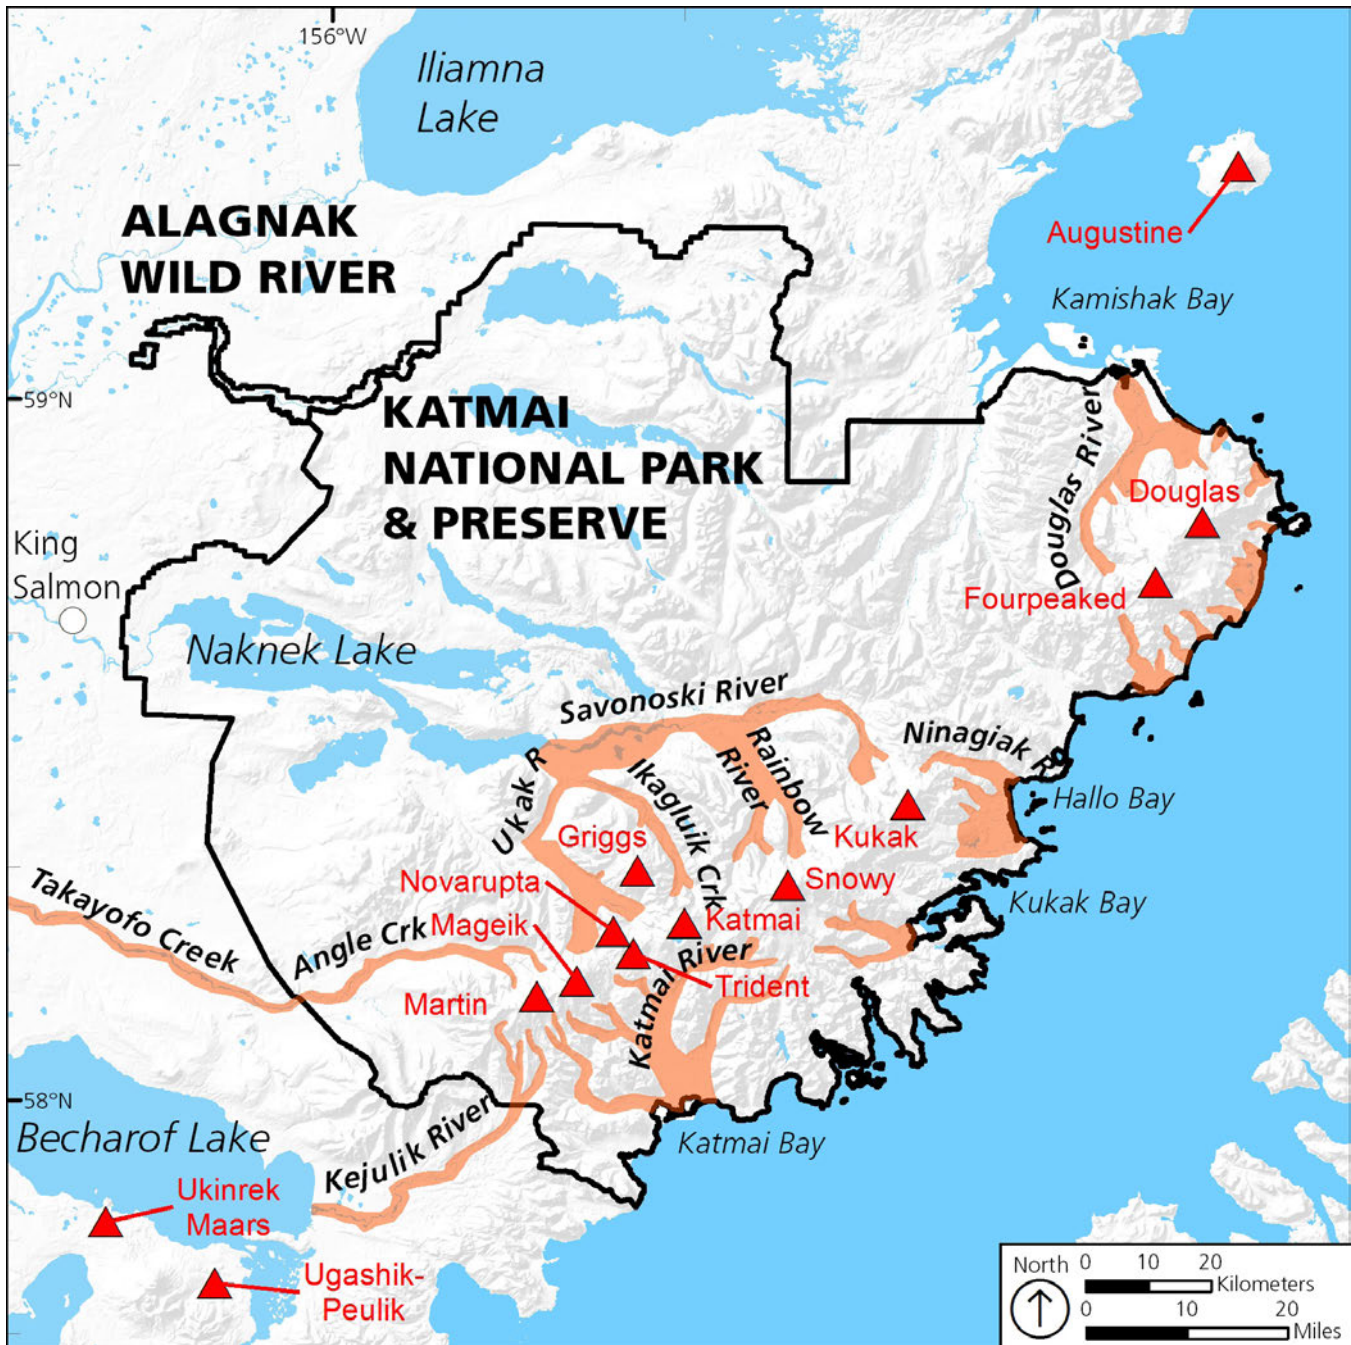 156°W
Iliamna
Lake
ALAGNAK
WILD RIVER
Augustine
Kamishak Bay
59°N
KATMAI
NATIONAL PARK
& PRESERVE
Douglas River
Douglas
King
Salmon
Fourpeaked
Naknek Lake
Savonoski River
Ninagiak R
Rainbow
River
Ukak R
Ikagluik Crk
Hallo Bay
Griggs
Kukak
Novarupta
Snowy
Takayofo Creek
Angle Crk
Mageik
Katmai
Kukak Bay
Katmai River
Trident
Martin
58°N
Becharof Lake
Kejulik River
Katmai Bay
Ukinrek
Maars
Ugashik-
Peulik
North
0 10 20
Kilometers
0 10 20
Miles